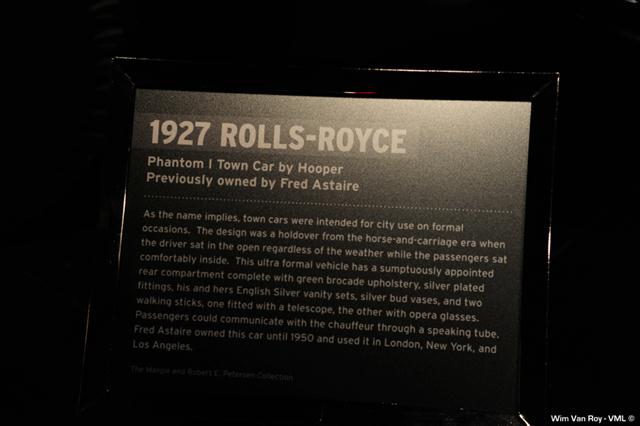 1927 ROLLS-ROYCE
Phantom I Town Car by Hooper
Previously owned by Fred Astaire
As the name implies, town cars were intended for city use on formal
occasions. The design was a holdover from the horse-and-carriage era when
the driver sat in the open regardless of the weather while the passengers sat
comfortably inside. This ultra formal vehicle has a sumptuously appointed
rear compartment complete with green brocade upholstery, silver plated
fittings, his and hers English Silver vanity sets, silver bud vases, and two
walking sticks, one fitted with a telescope, the other with opera glasses.
Passengers could communicate with the chauffeur through a speaking tube.
Fred Astaire owned this car until 1950 and used it in London, New York, and
Los Angeles.
The Margie and Robert E. Petersen Collection
Wim Van Roy - VML ©